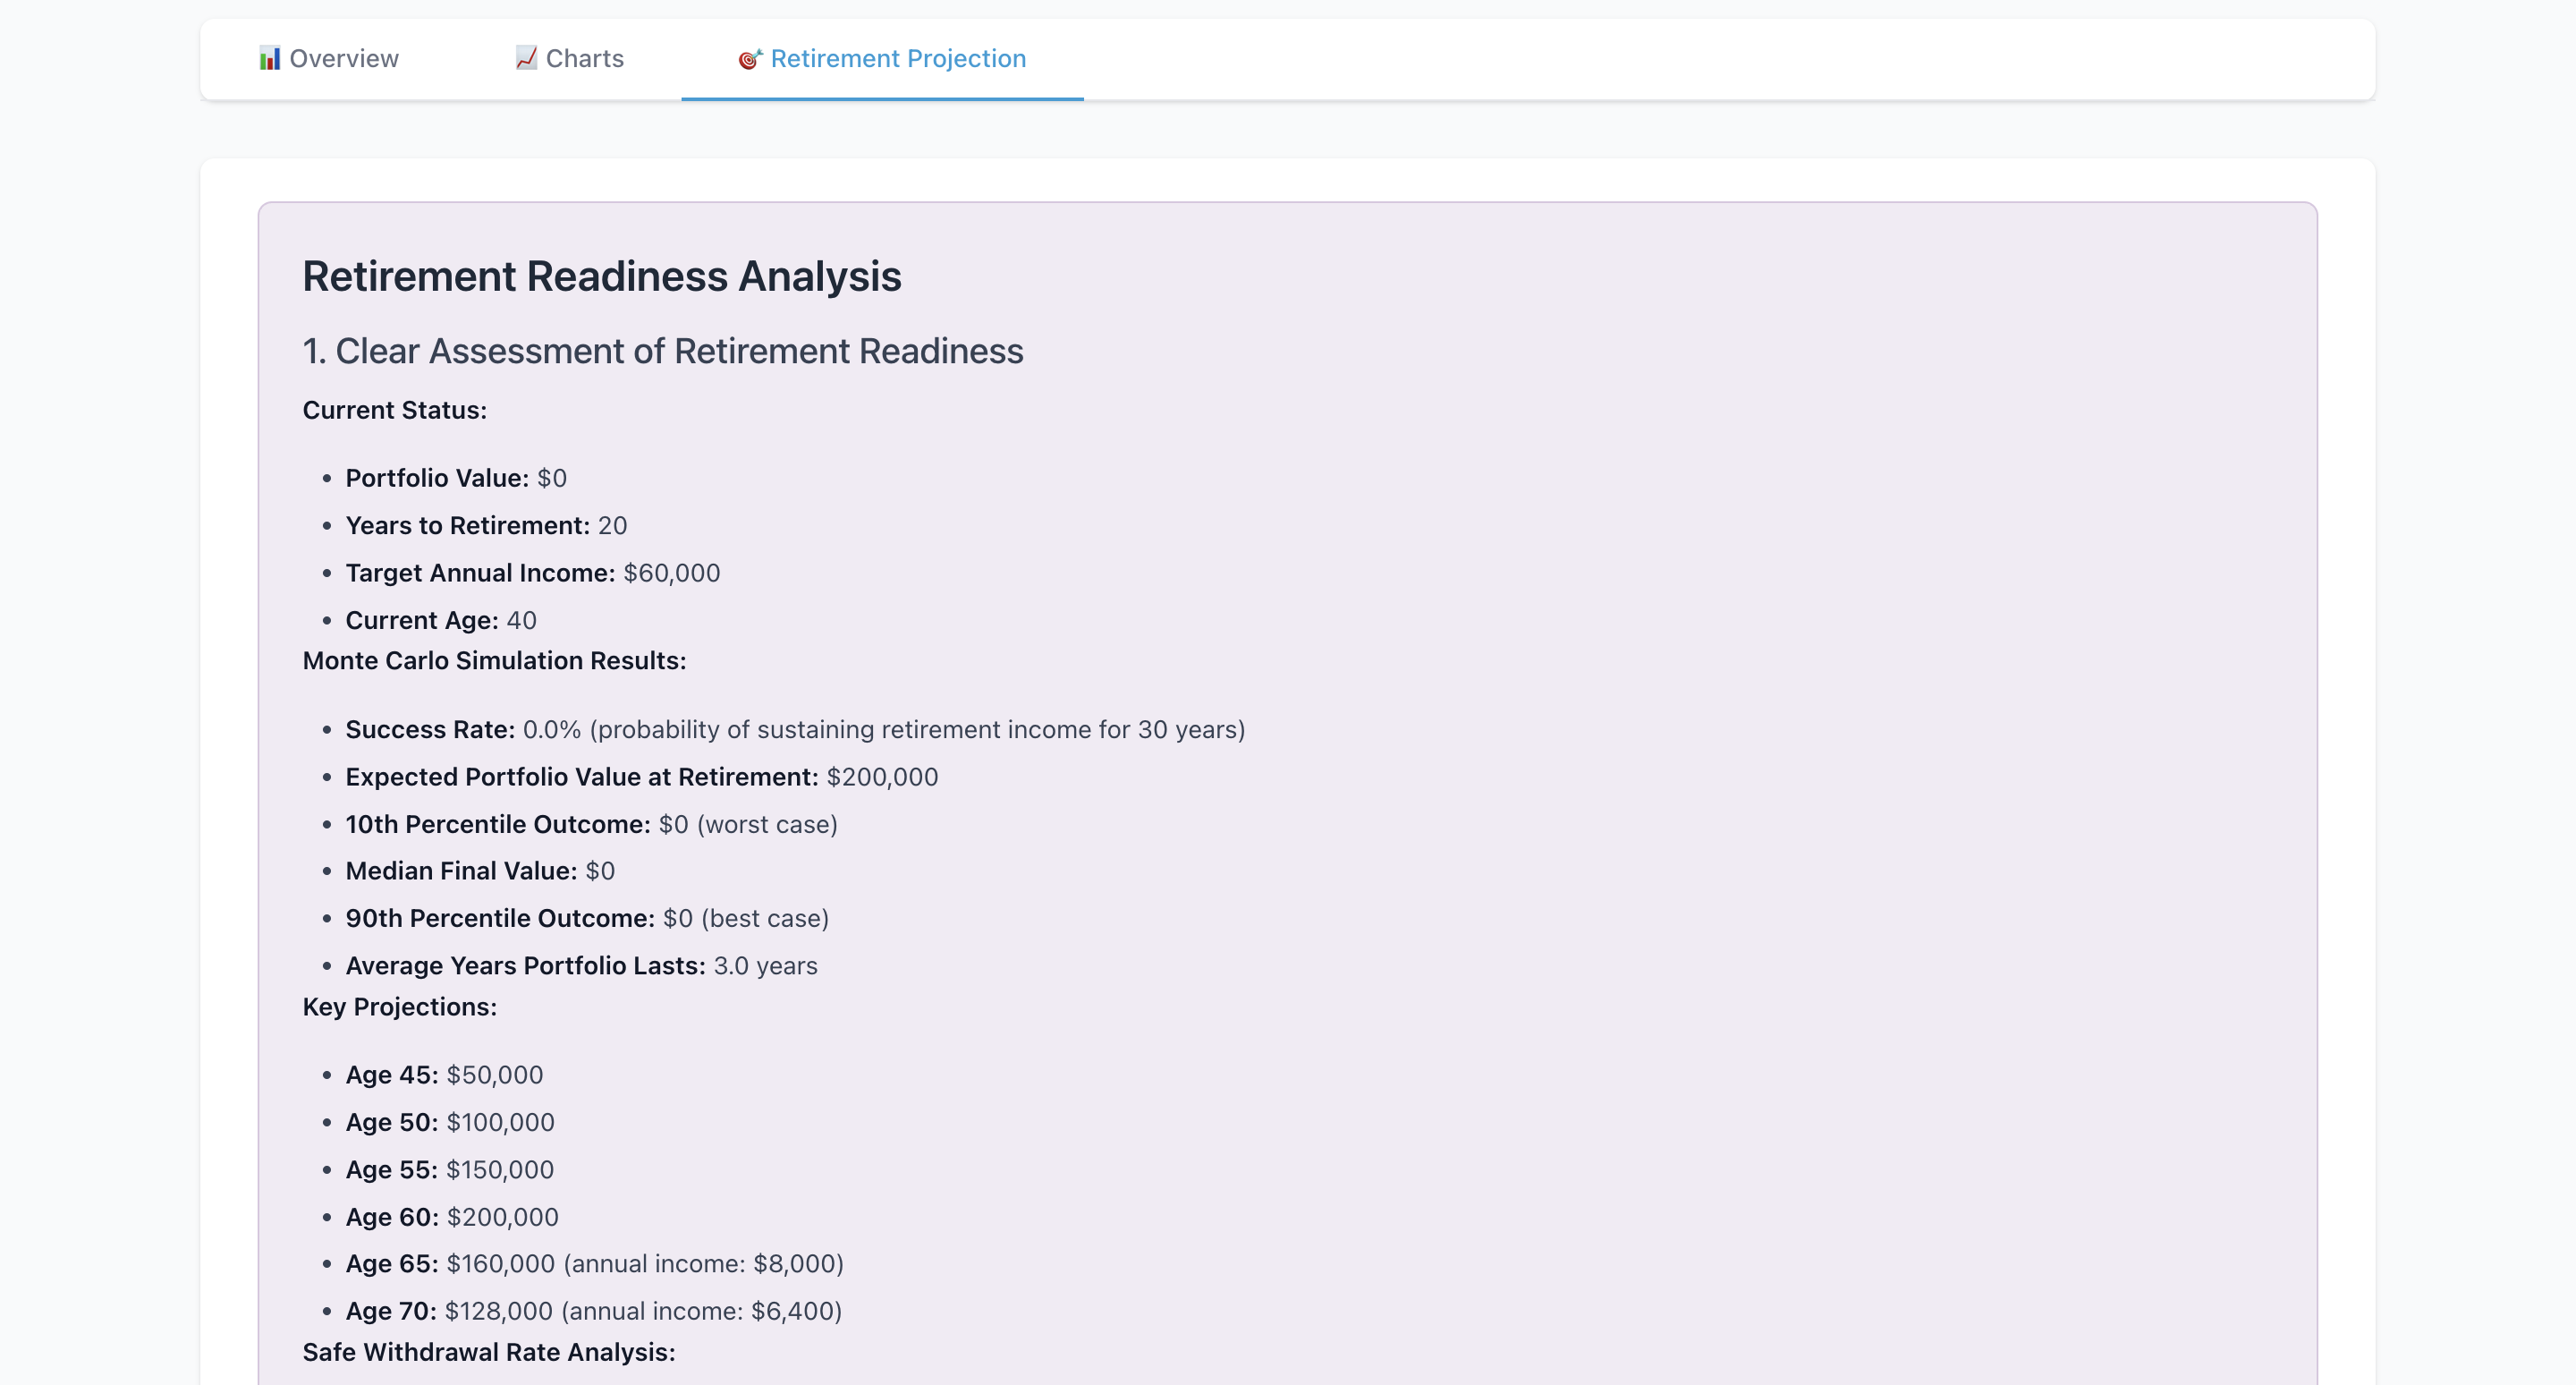 📊 Overview
📈 Charts
🎯 Retirement Projection
Retirement Readiness Analysis
1. Clear Assessment of Retirement Readiness
Current Status:
• Portfolio Value: $0
• Years to Retirement: 20
• Target Annual Income: $60,000
• Current Age: 40
Monte Carlo Simulation Results:
• Success Rate: 0.0% (probability of sustaining retirement income for 30 years)
• Expected Portfolio Value at Retirement: $200,000
• 10th Percentile Outcome: $0 (worst case)
• Median Final Value: $0
• 90th Percentile Outcome: $0 (best case)
• Average Years Portfolio Lasts: 3.0 years
Key Projections:
• Age 45: $50,000
• Age 50: $100,000
• Age 55: $150,000
• Age 60: $200,000
• Age 65: $160,000 (annual income: $8,000)
• Age 70: $128,000 (annual income: $6,400)
Safe Withdrawal Rate Analysis: